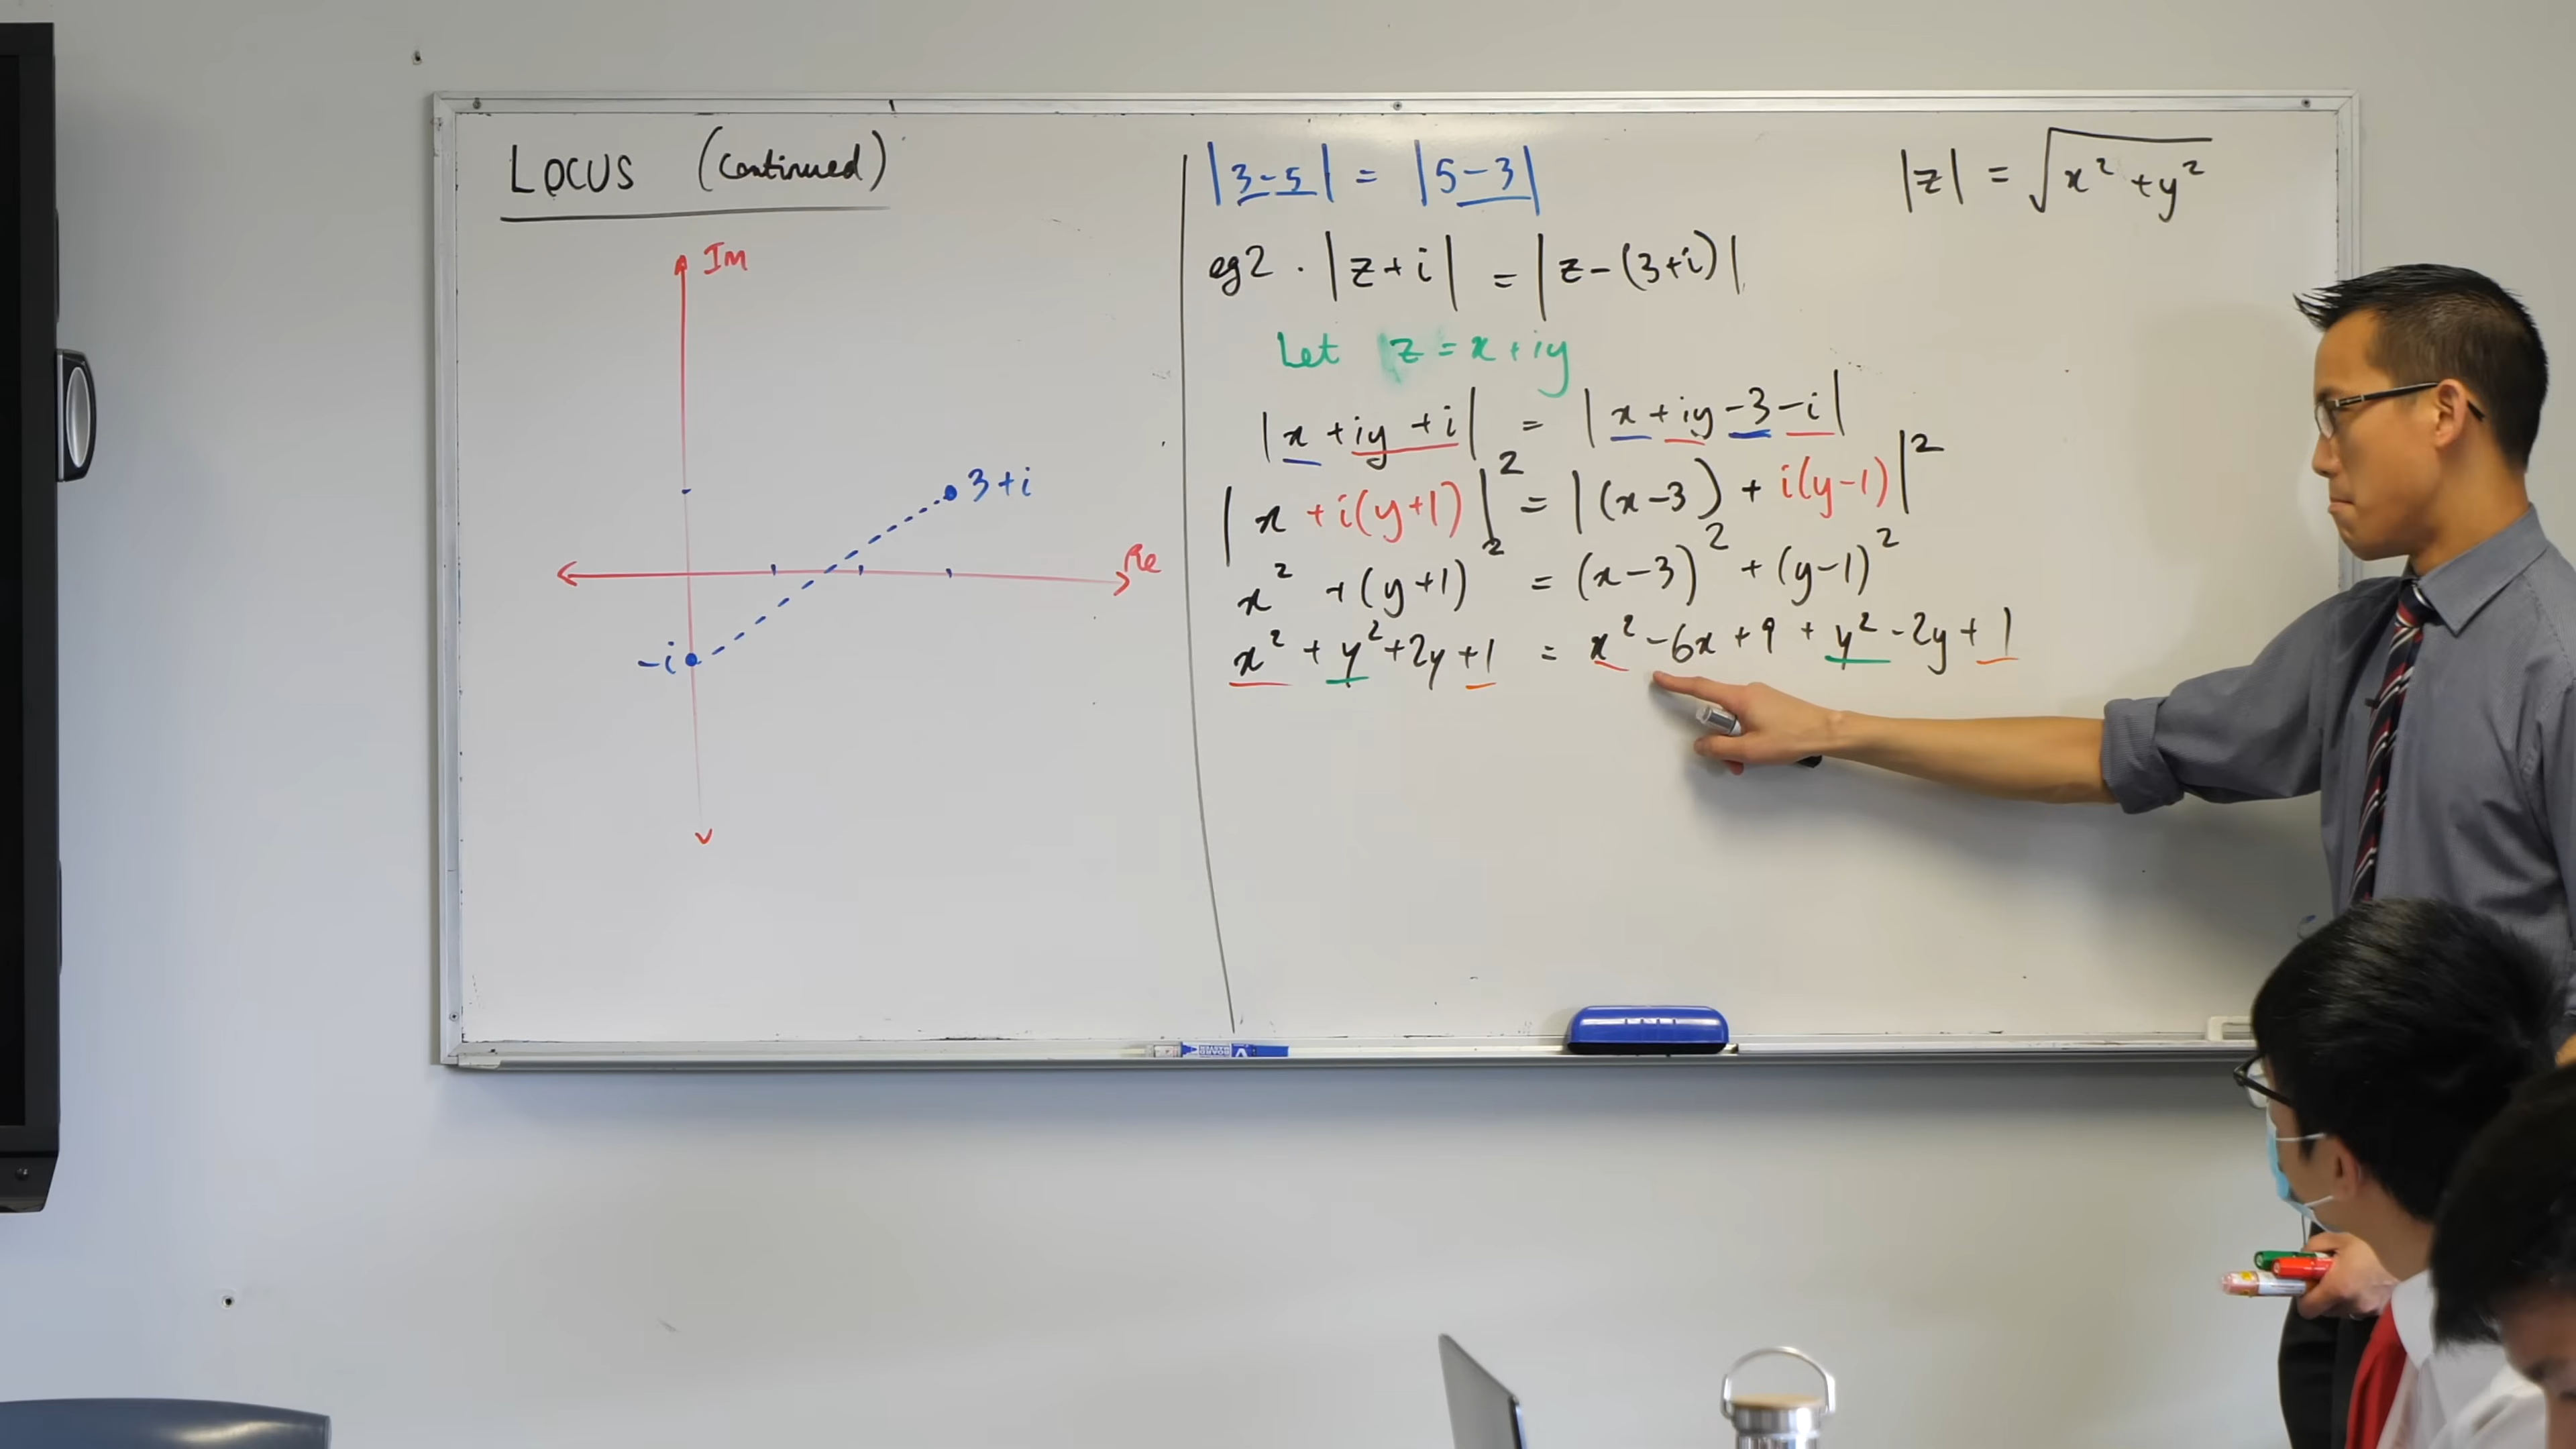 LOCUS (continued)
Im
3+i
Re
-i
|3-5| = |5-3|
|z| = √x² + y²
eg2 . |z+i| = |z-(3+i)|
Let z = x + iy
|x + iy + i| = |x + iy - 3 - i|
|x + i(y+1)|² = |(x-3) + i(y-1)|²
x² + (y+1)² = (x-3)² + (y-1)²
x² + y² + 2y + 1 = x² - 6x + 9 + y² - 2y + 1